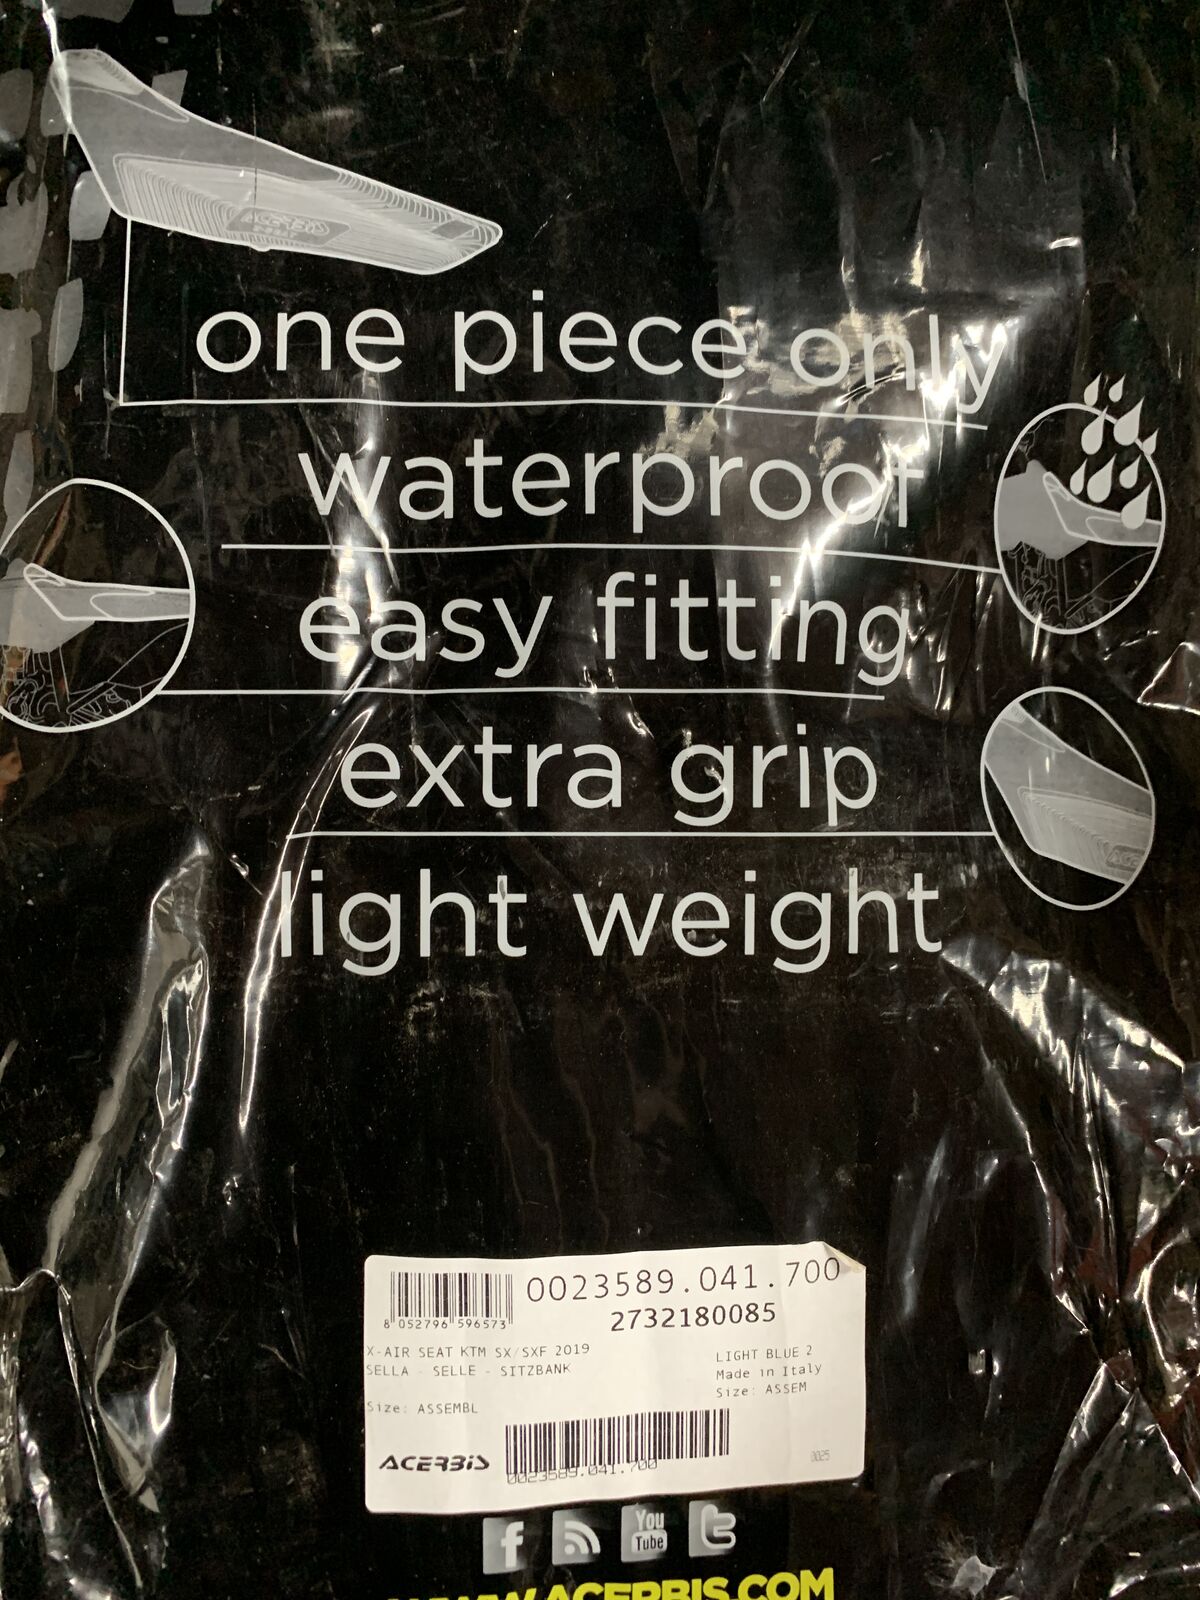 ACERBIS
one piece only
waterproof
easy fitting
extra grip
ACE
light weight
0023589.041.700
2732180085
8 052796 596573
X-AIR SEAT KTM SX/SXF 2019
SELLA - SELLE - SITZBANK
LIGHT BLUE 2
Made in Italy
Size: ASSEM
Size: ASSEMBL
ACERBIS
0023589.041.700
0025
f
You
Tube
t
WWW.ACERBIS.COM